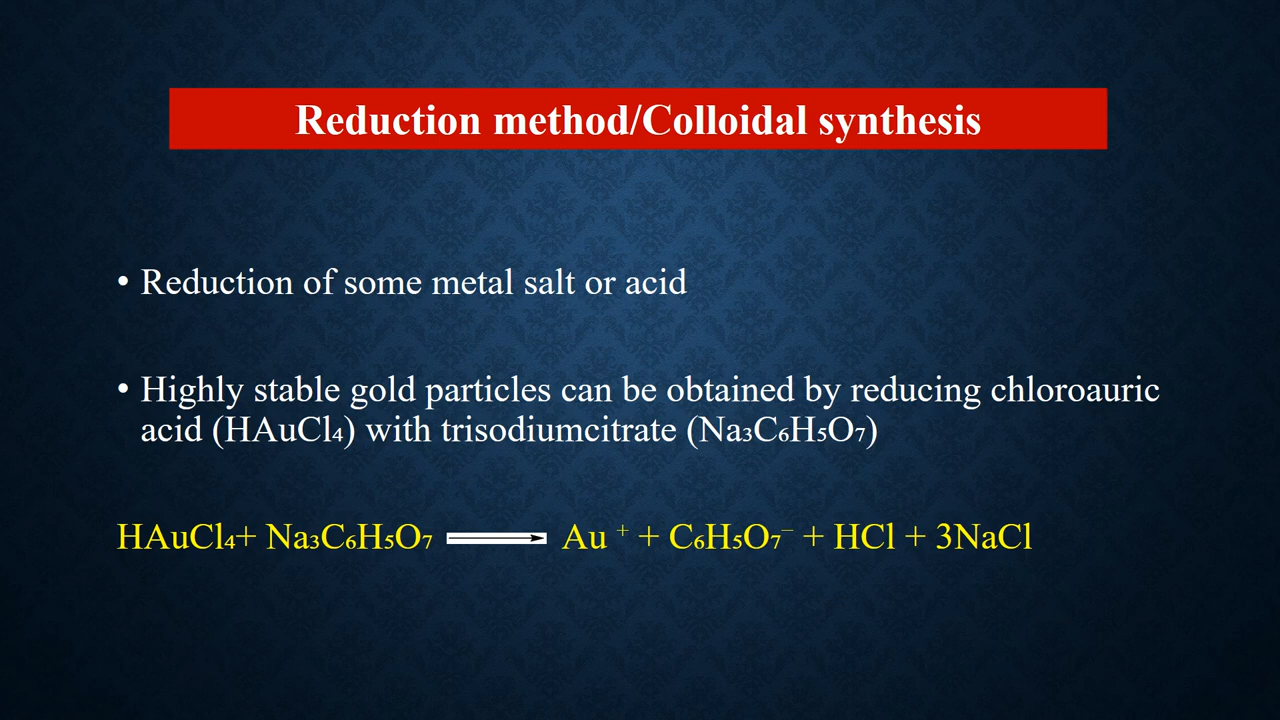 Reduction method/Colloidal synthesis
• Reduction of some metal salt or acid
• Highly stable gold particles can be obtained by reducing chloroauric
acid (HAuCl₄) with trisodiumcitrate (Na₃C₆H₅O₇)
HAuCl₄+ Na₃C₆H₅O₇ ⟶ Au ⁺ + C₆H₅O₇⁻ + HCl + 3NaCl